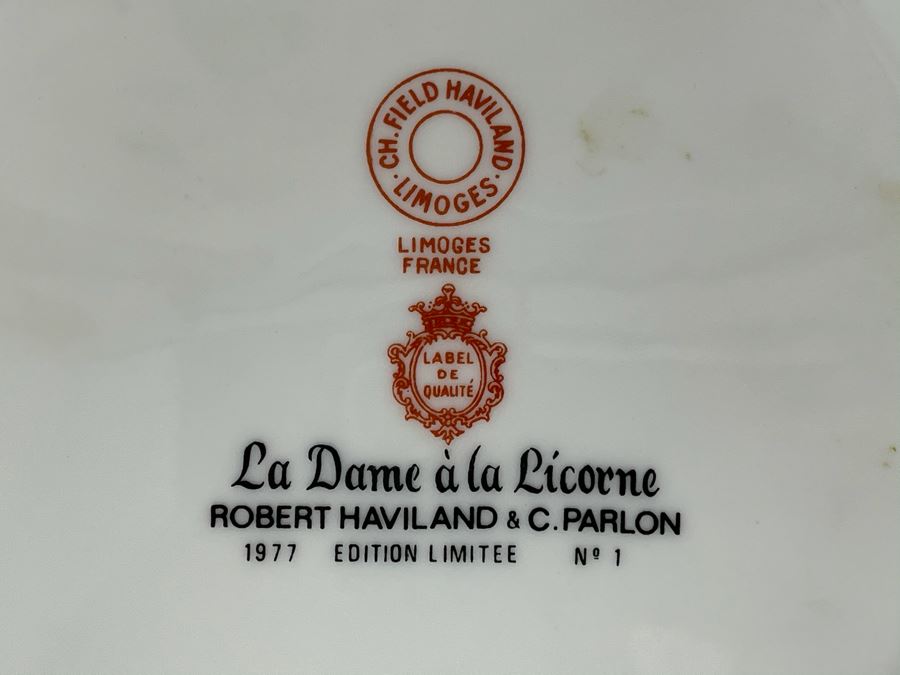 CH. FIELD HAVILAND
· LIMOGES ·
LIMOGES
FRANCE
LABEL
DE
QUALITÉ
La Dame à la Licorne
ROBERT HAVILAND & C. PARLON
1977 EDITION LIMITEE Nº 1